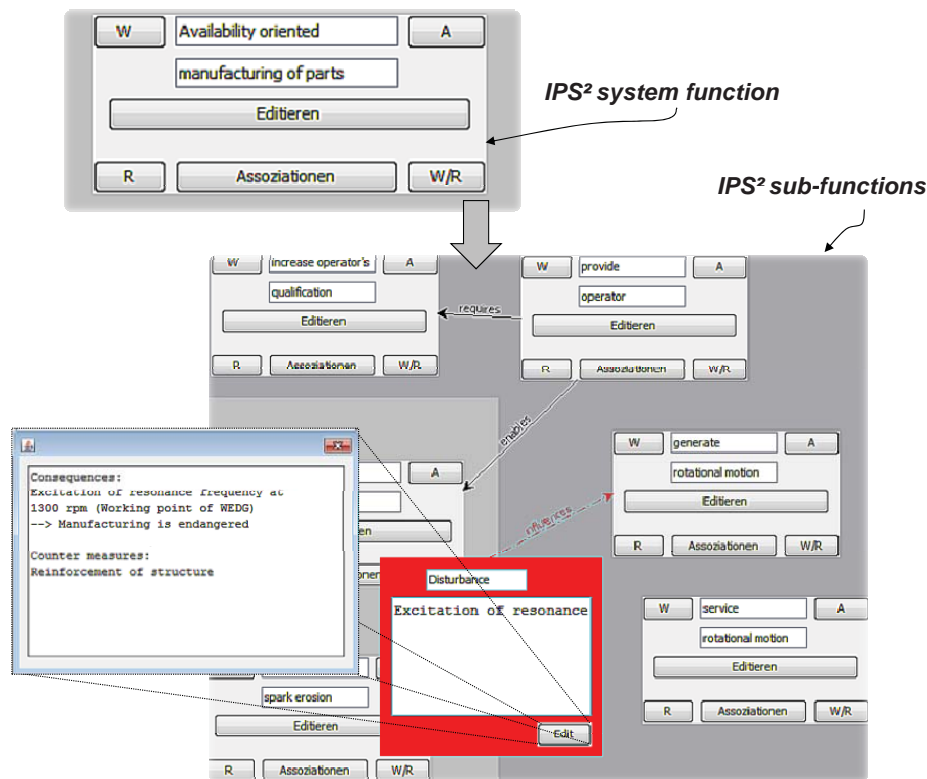 W Availability oriented A
manufacturing of parts
Editieren
R Assoziationen W/R
IPS² system function
IPS² sub-functions
W increase operator's A
qualification
Editieren
R Assoziationen W/R
requires
W provide A
operator
Editieren
R Assoziationen W/R
enables
A
en
W generate A
rotational motion
Editieren
R Assoziationen W/R
influences
Consequences:
Excitation of resonance frequency at
1300 rpm (Working point of WEDG)
--> Manufacturing is endangered
Counter measures:
Reinforcement of structure
Disturbance
Excitation of resonance
Edit
W service A
rotational motion
Editieren
R Assoziationen W/R
spark erosion
Editieren
R Assoziationen W/R